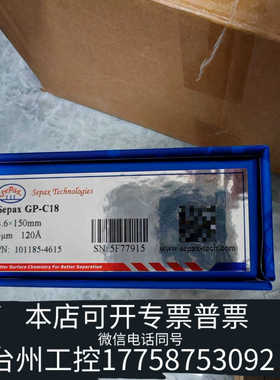 Sepax Technologies
Sepax GP-C18
.6×150mm
μm 120Å
P/N: 101185-4615
SN: 5F77915
www.sepax-tech.com
Better Surface Chemistry For Better Separation
本店可开专票普票
微信电话同号
台州工控17758753092